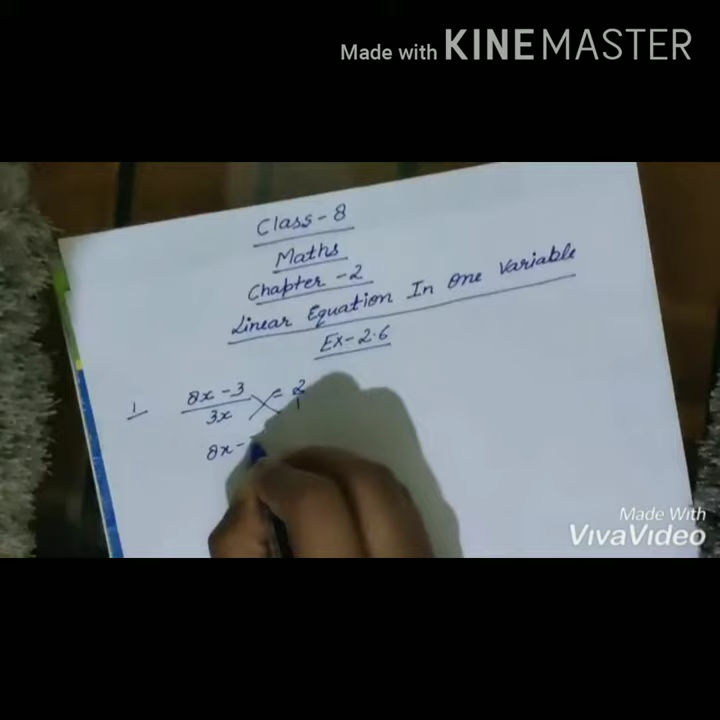 Made with KINEMASTER
Class-8
Maths
Chapter-2
Linear Equation In One Variable
Ex-2.6
1 8x-3/3x = 2/1
8x-
Made With
VivaVideo